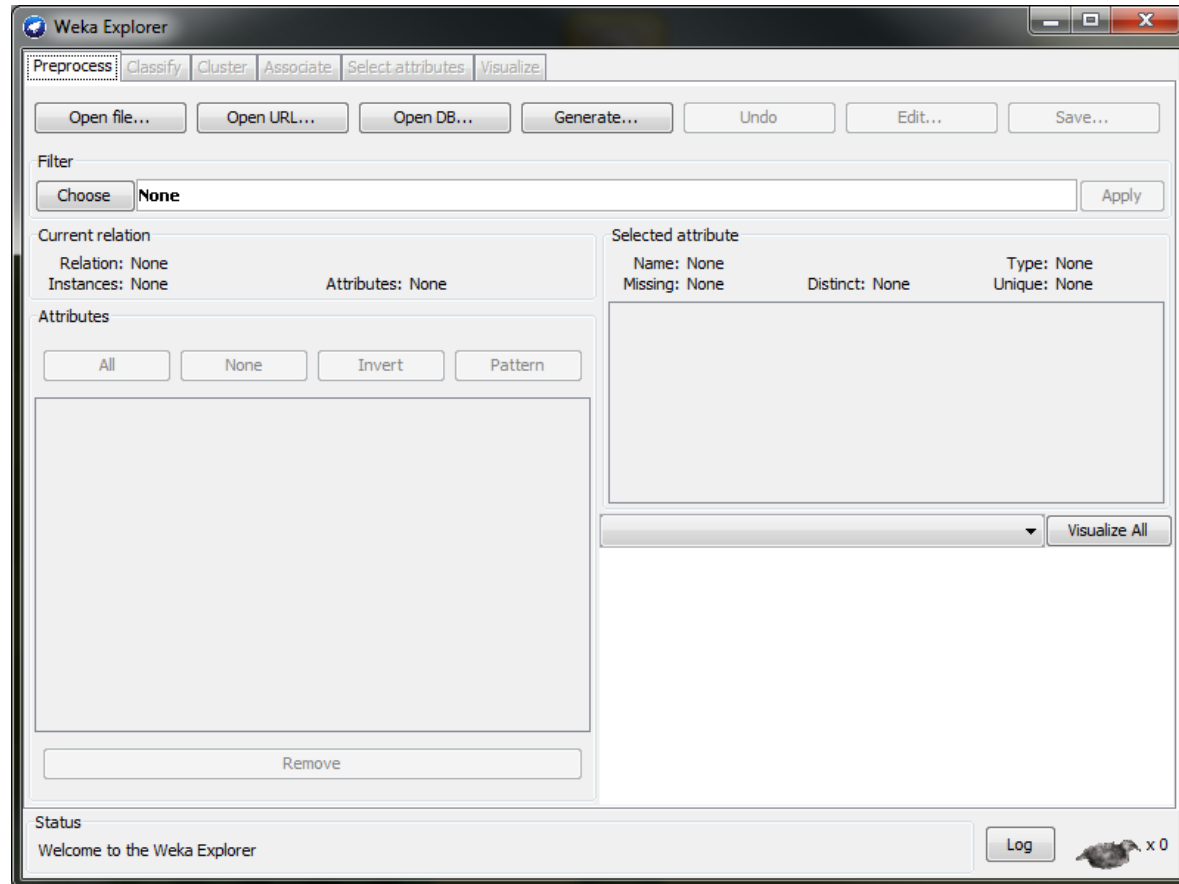 Weka Explorer
Preprocess Classify Cluster Associate Select attributes Visualize
Open file... Open URL... Open DB... Generate... Undo Edit... Save...
Filter
Choose None Apply
Current relation
Relation: None
Instances: None Attributes: None
Attributes
All None Invert Pattern
Remove
Selected attribute
Name: None Type: None
Missing: None Distinct: None Unique: None
Visualize All
Status
Welcome to the Weka Explorer
Log x 0